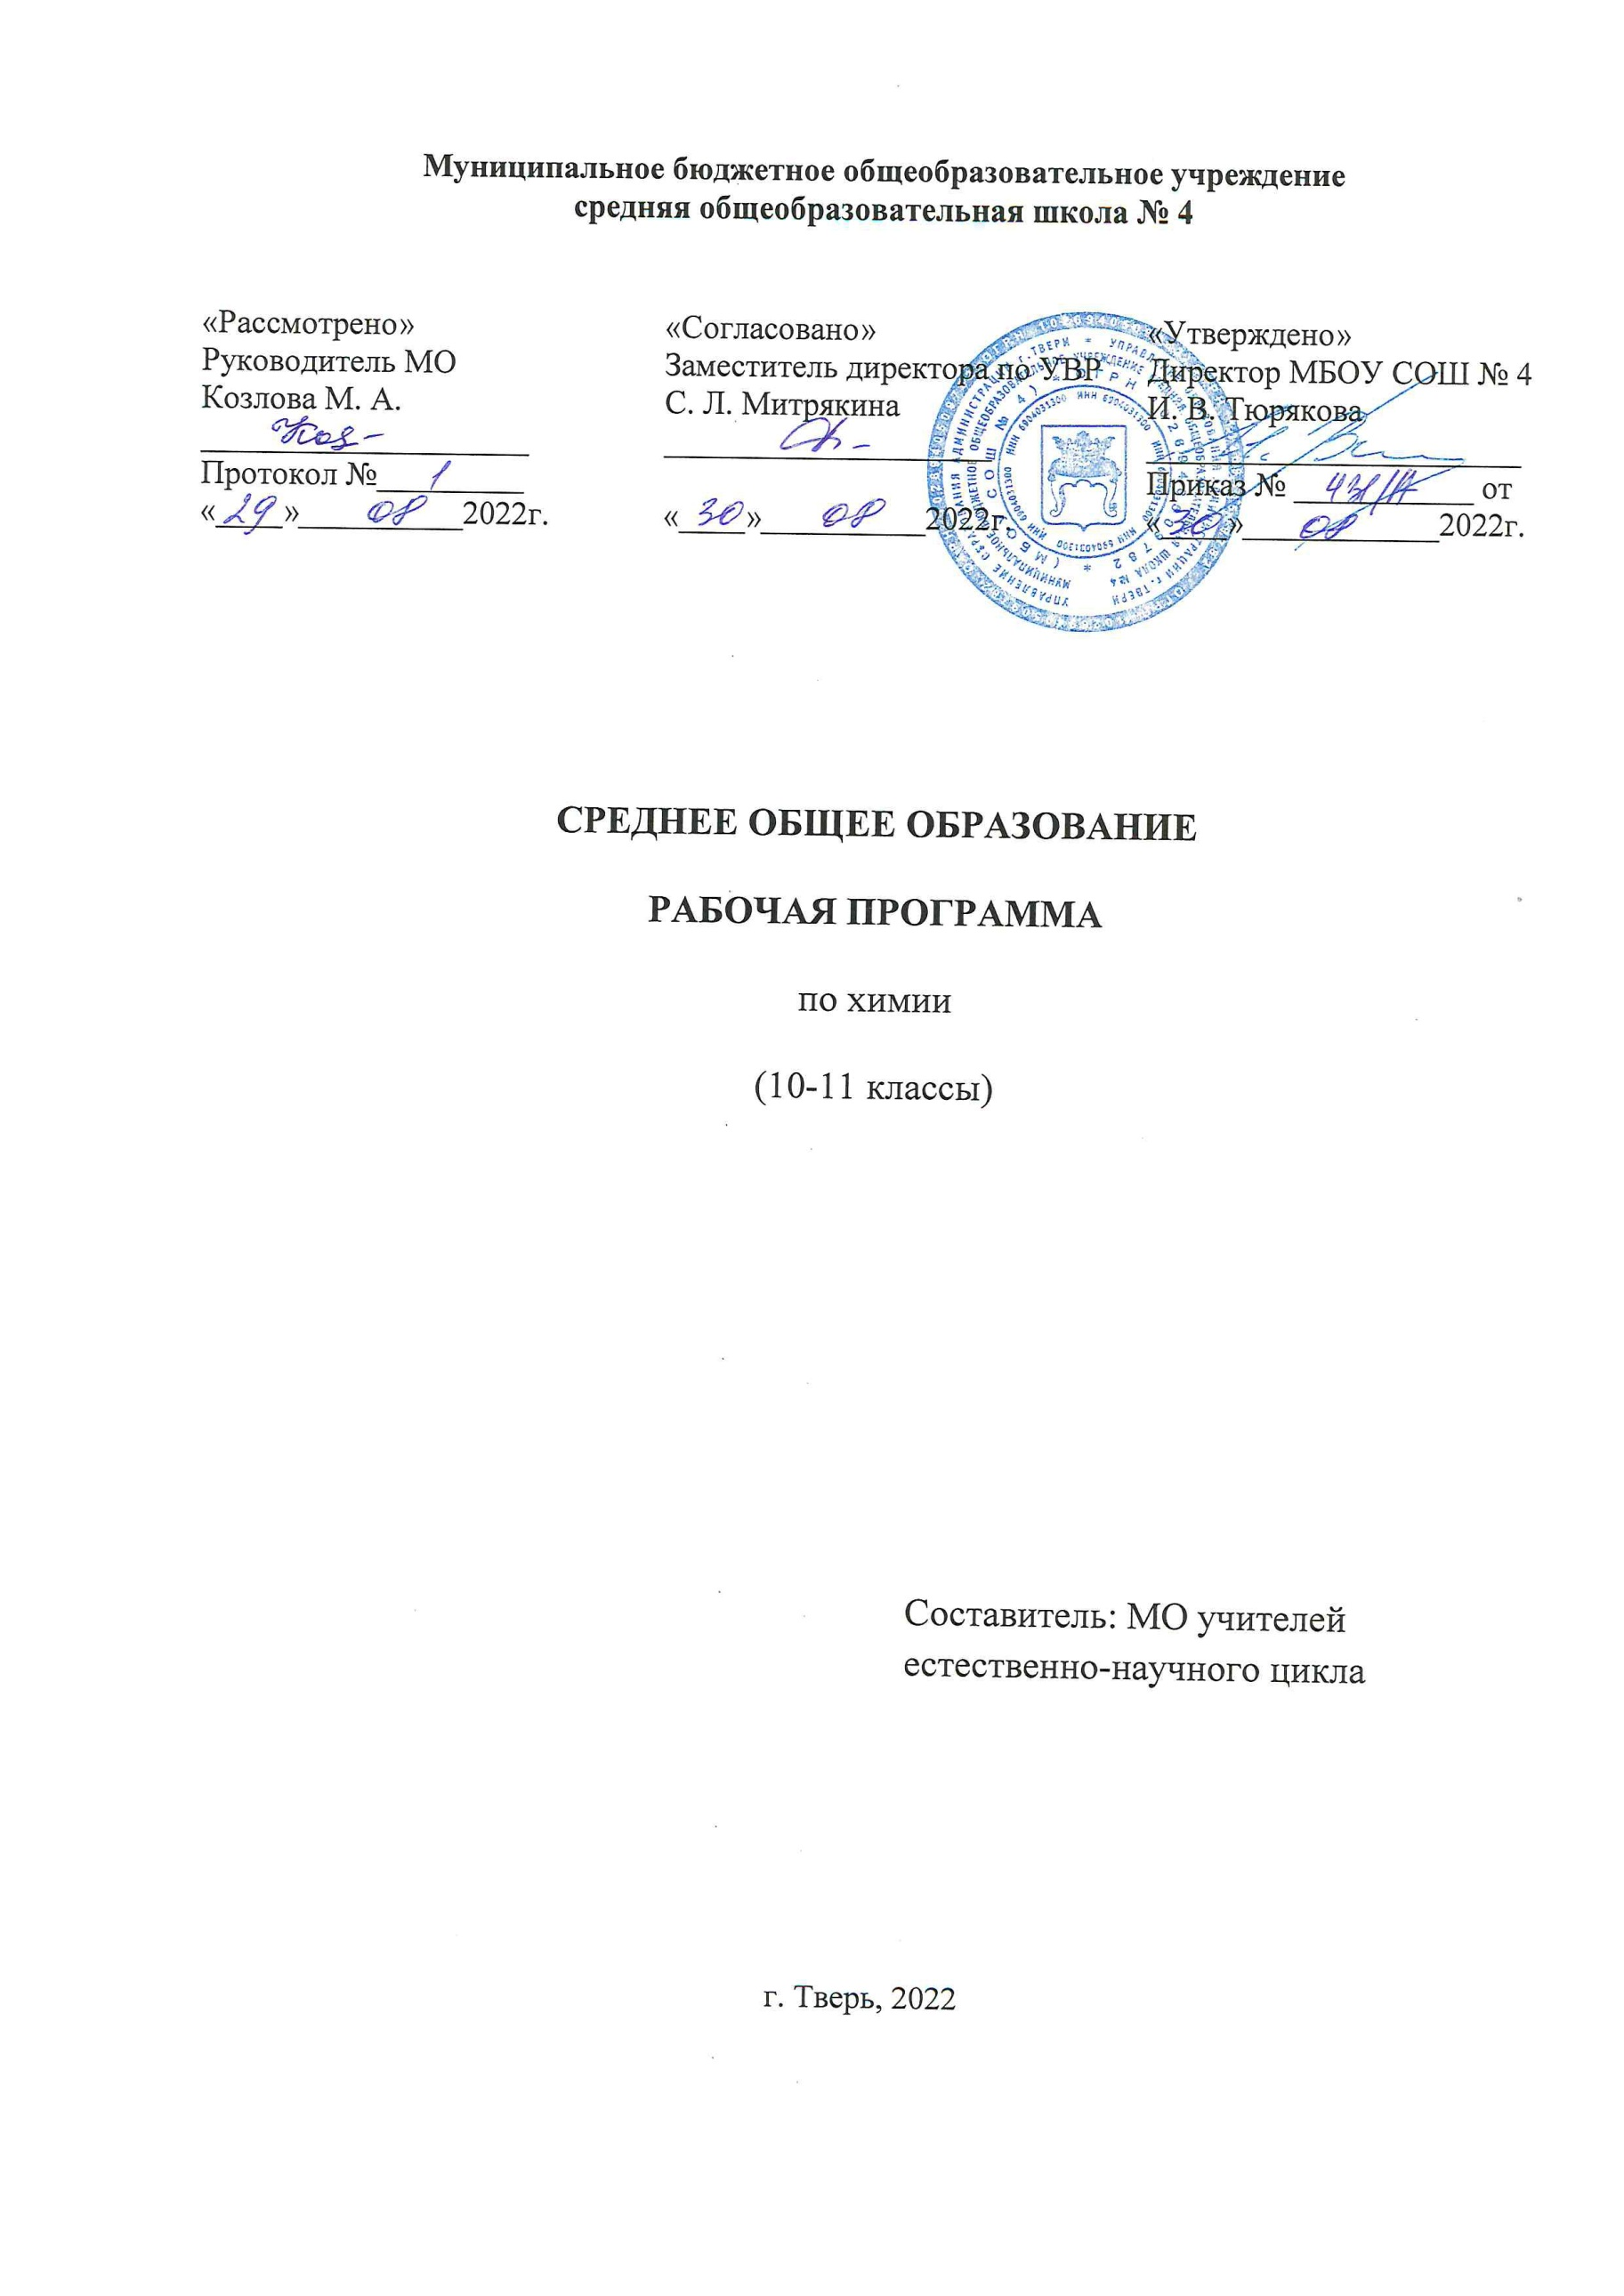 Муниципальное бюджетное общеобразовательное учреждение
средняя общеобразовательная школа № 4
«Рассмотрено»
Руководитель МО
Козлова М. А.
Коз-
Протокол № 1
«29» 08 2022г.
«Согласовано»
Заместитель директора по УВР
С. Л. Митрякина
«30» 08 2022г.
«Утверждено»
Директор МБОУ СОШ № 4
И. В. Тюрякова
Приказ № от
«30» 08 2022г.
СРЕДНЕЕ ОБЩЕЕ ОБРАЗОВАНИЕ
РАБОЧАЯ ПРОГРАММА
по химии
(10-11 классы)
Составитель: МО учителей
естественно-научного цикла
г. Тверь, 2022